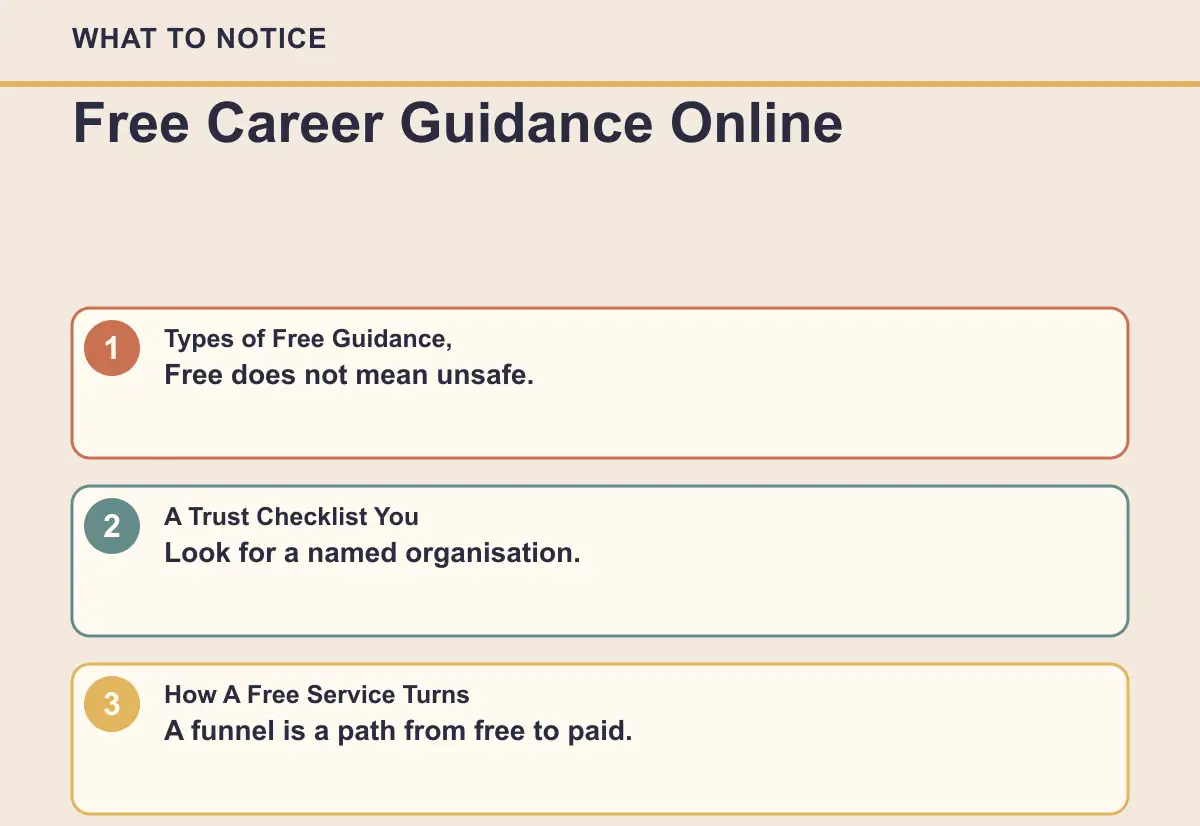 WHAT TO NOTICE
Free Career Guidance Online
1
Types of Free Guidance,
Free does not mean unsafe.
2
A Trust Checklist You
Look for a named organisation.
3
How A Free Service Turns
A funnel is a path from free to paid.